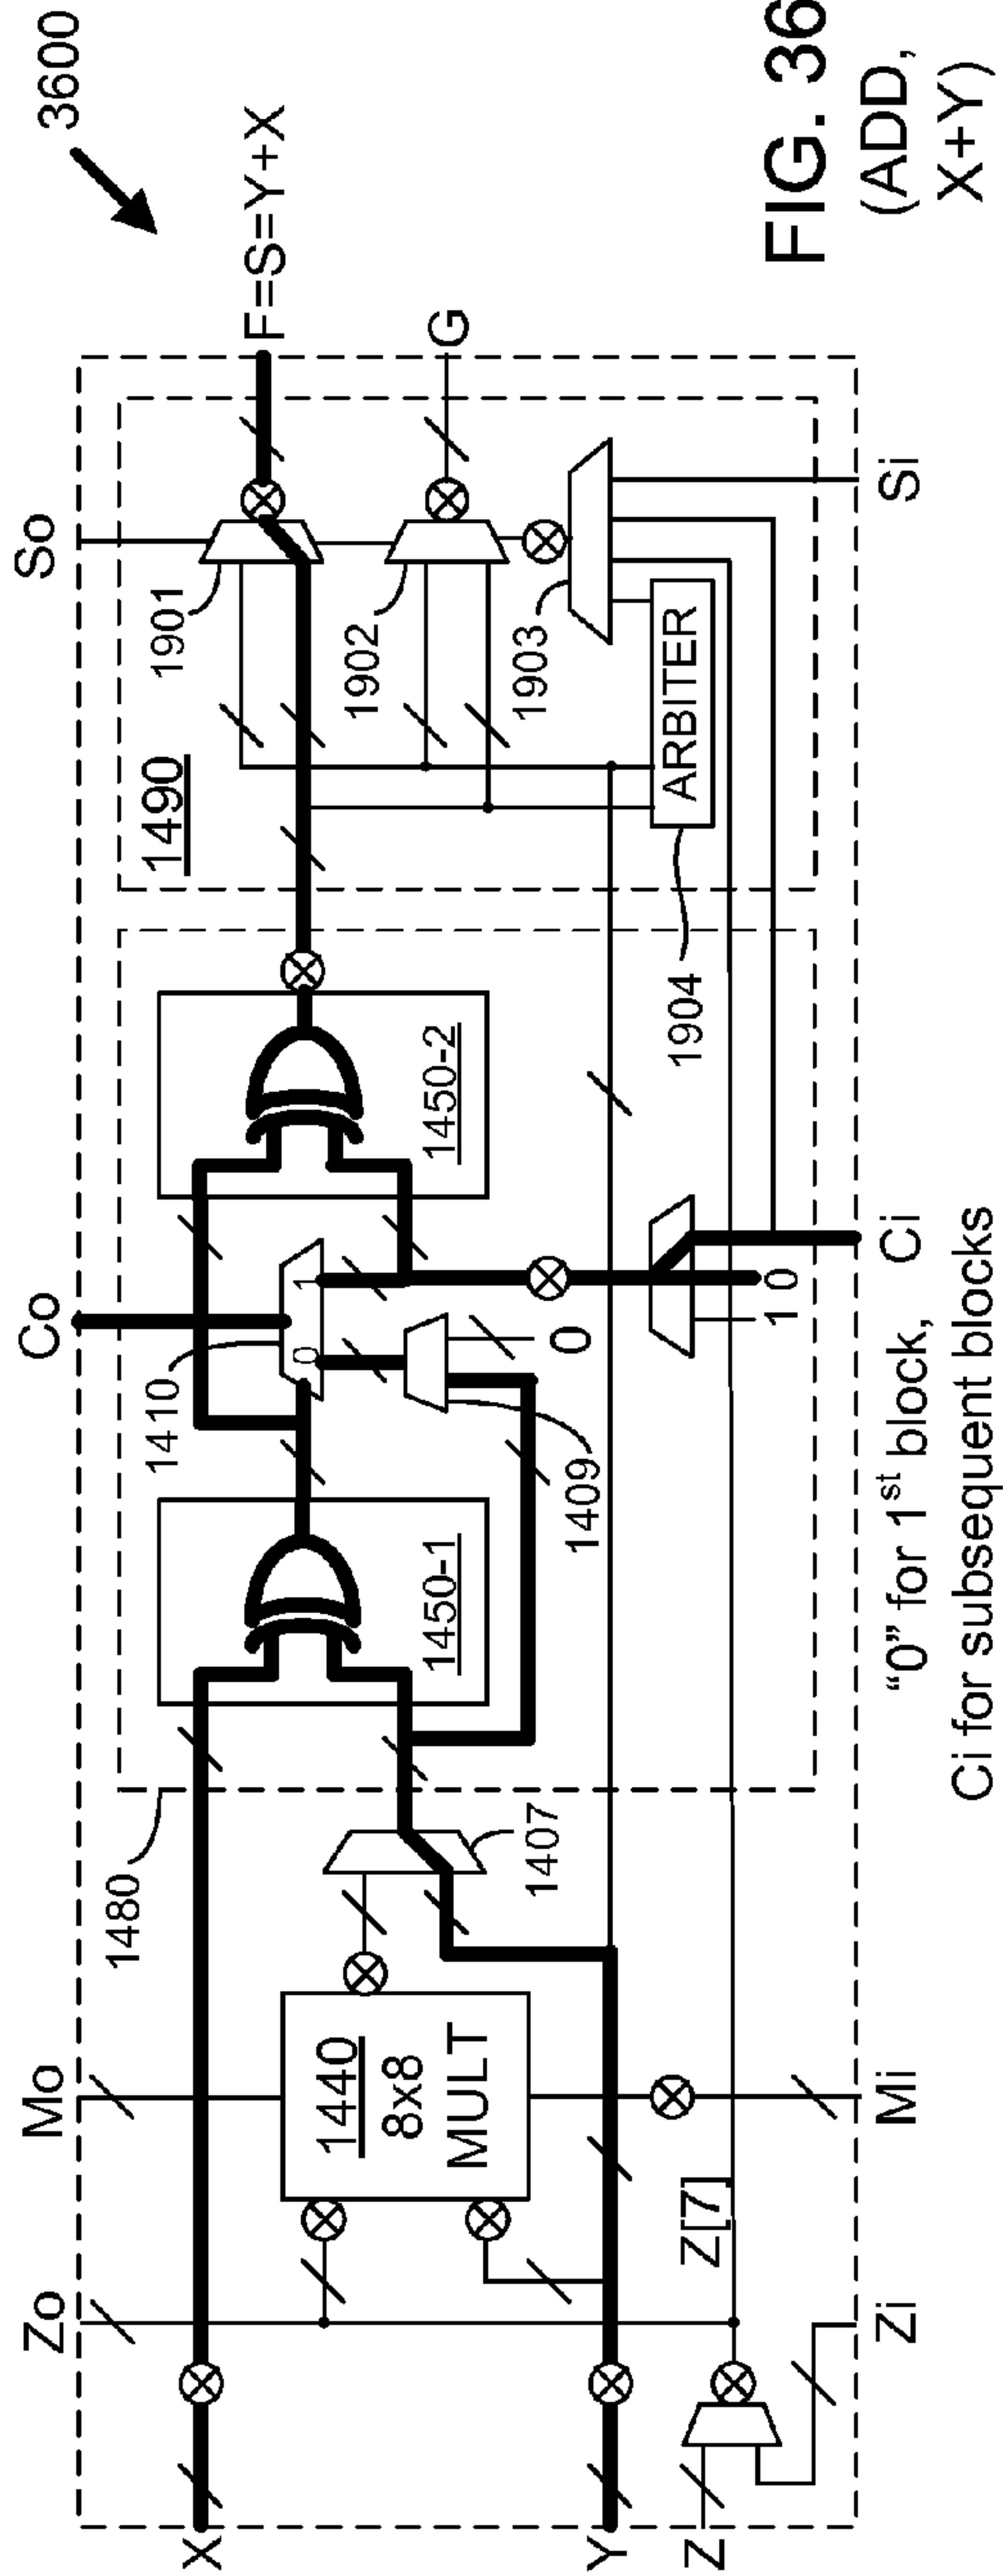 3600
Zo
Mo
Co
So
X
F=S=Y+X
1480
1410
1490
1901
1440
8x8
MULT
1450-1
0
1
1450-2
1902
G
1407
1409
0
1903
Y
1904
ARBITER
Z[7]
Z
1
0
Zi
Mi
Ci
Si
“0” for 1st block,
Ci for subsequent blocks
FIG. 36
(ADD,
X+Y)